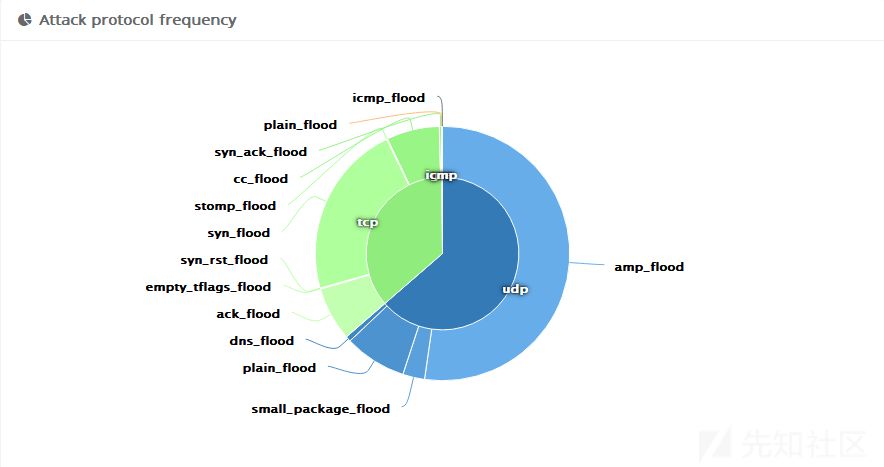 Attack protocol frequency
icmp_flood
plain_flood
syn_ack_flood
cc_flood
stomp_flood
syn_flood
syn_rst_flood
empty_tflags_flood
ack_flood
dns_flood
plain_flood
small_package_flood
amp_flood
icmp
tcp
udp
先知社区